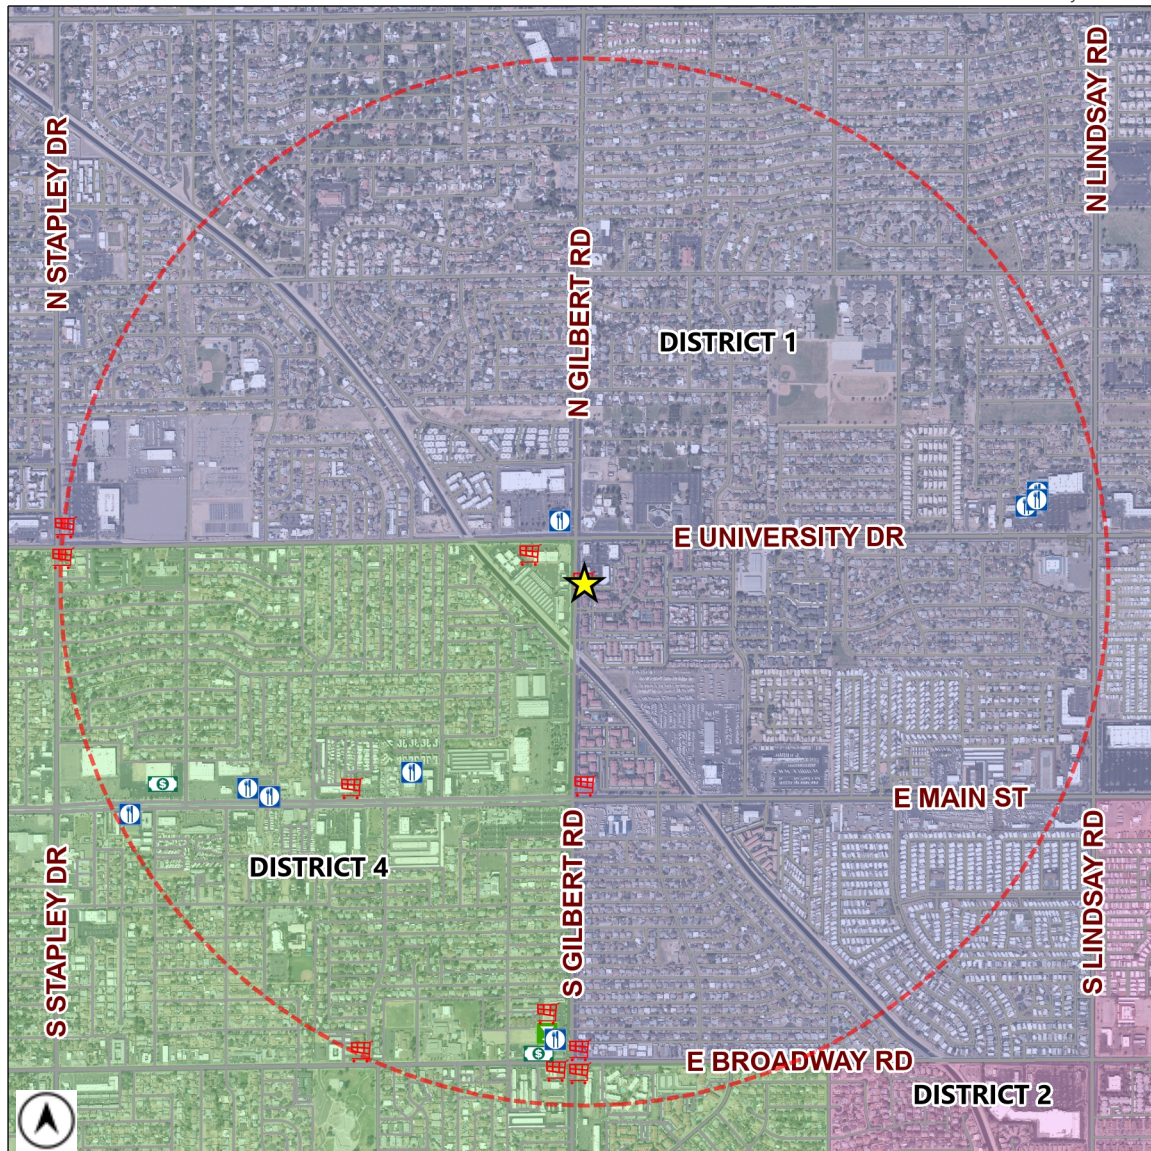 N LINDSAY RD
N STAPLEY DR
N GILBERT RD
DISTRICT 1
E UNIVERSITY DR
$
E MAIN ST
DISTRICT 4
S GILBERT RD
S LINDSAY RD
S STAPLEY DR
$
E BROADWAY RD
DISTRICT 2